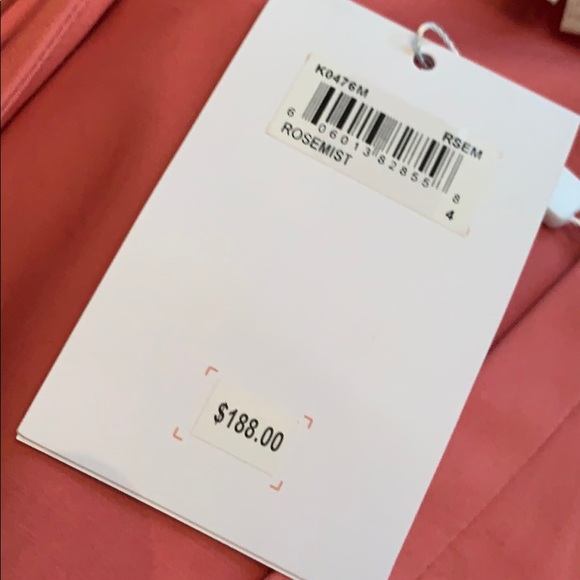 K0476M
RSEM
6 06013 82855 8
ROSEMIST
4
$188.00